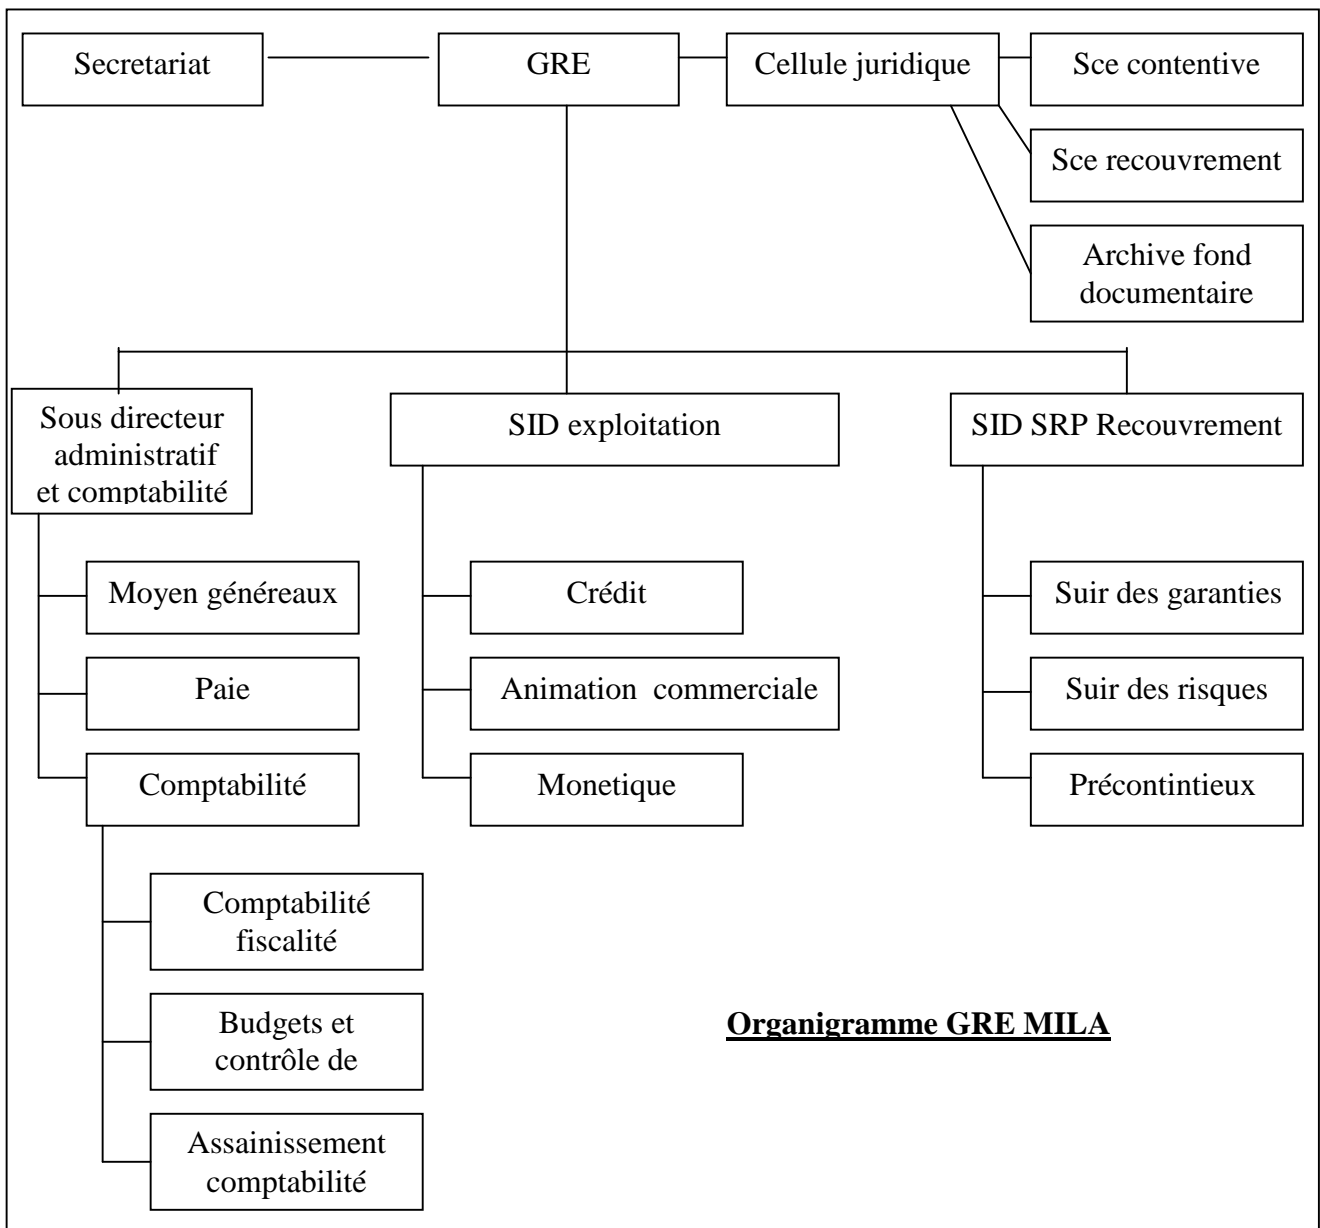 Secretariat
GRE
Cellule juridique
Sce contentive
Sce recouvrement
Archive fond
documentaire
Sous directeur
administratif
et comptabilité
SID exploitation
SID SRP Recouvrement
Moyen généreaux
Crédit
Suir des garanties
Paie
Animation commerciale
Suir des risques
Comptabilité
Monetique
Précontintieux
Comptabilité
fiscalité
Budgets et
contrôle de
Organigramme GRE MILA
Assainissement
comptabilité